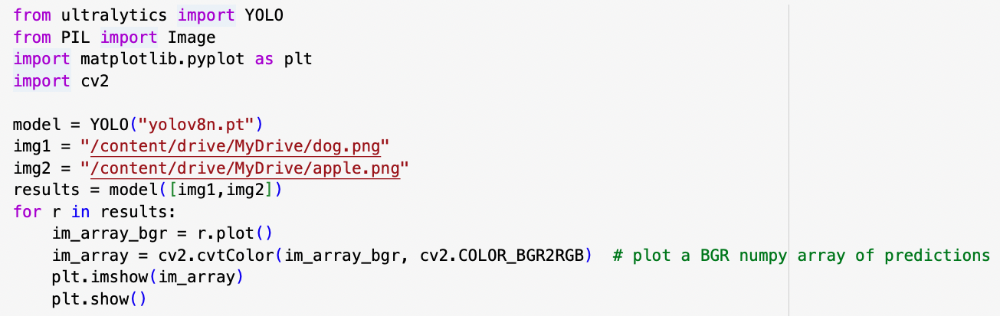 from ultralytics import YOLO
from PIL import Image
import matplotlib.pyplot as plt
import cv2

model = YOLO("yolov8n.pt")
img1 = "/content/drive/MyDrive/dog.png"
img2 = "/content/drive/MyDrive/apple.png"
results = model([img1,img2])
for r in results:
    im_array_bgr = r.plot()
    im_array = cv2.cvtColor(im_array_bgr, cv2.COLOR_BGR2RGB)  # plot a BGR numpy array of predictions
    plt.imshow(im_array)
    plt.show()